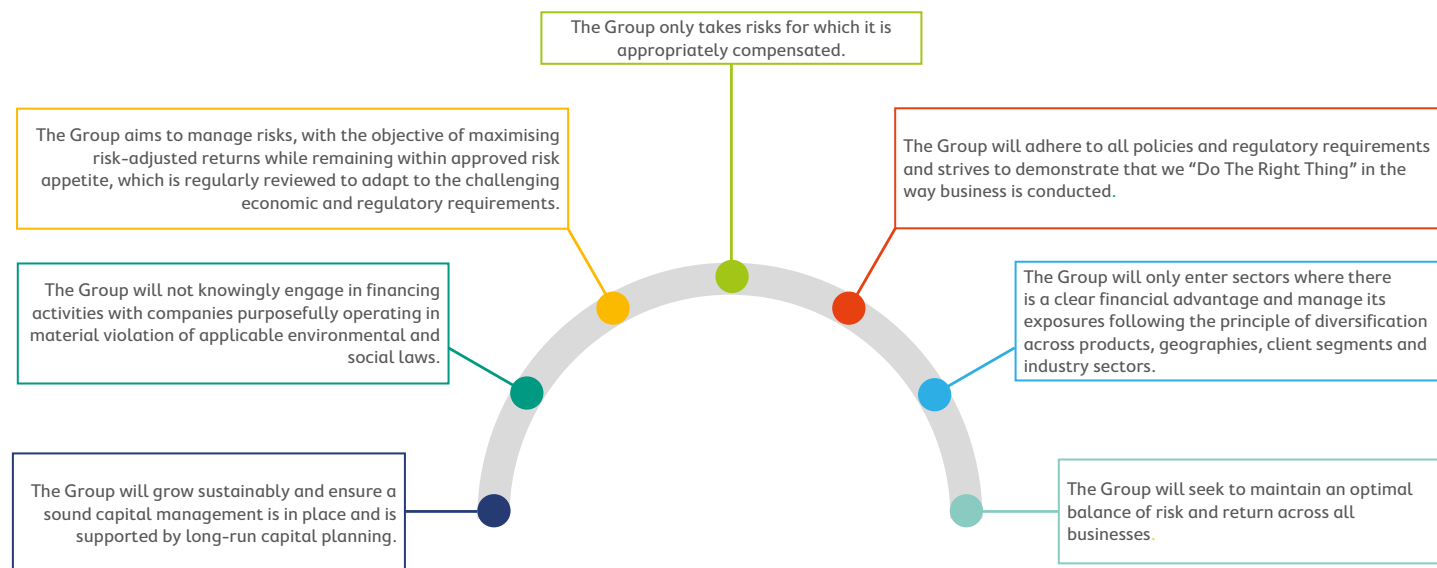 The Group only takes risks for which it is
appropriately compensated.
The Group aims to manage risks, with the objective of maximising
risk-adjusted returns while remaining within approved risk
appetite, which is regularly reviewed to adapt to the challenging
economic and regulatory requirements.
The Group will adhere to all policies and regulatory requirements
and strives to demonstrate that we “Do The Right Thing” in the
way business is conducted.
The Group will not knowingly engage in financing
activities with companies purposefully operating in
material violation of applicable environmental and
social laws.
The Group will only enter sectors where there
is a clear financial advantage and manage its
exposures following the principle of diversification
across products, geographies, client segments and
industry sectors.
The Group will grow sustainably and ensure a
sound capital management is in place and is
supported by long-run capital planning.
The Group will seek to maintain an optimal
balance of risk and return across all
businesses.